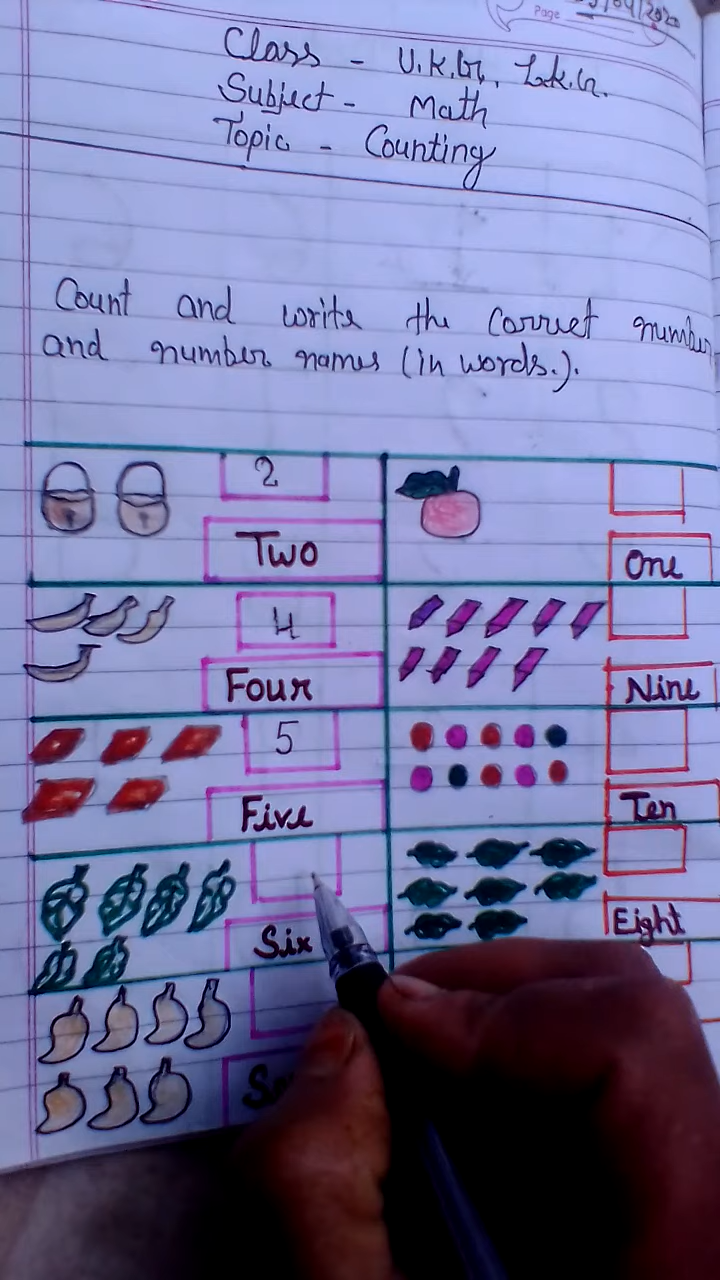 Page
Class - U.K.G, L.K.G.
Subject - Math
Topic - Counting
Count and write the correct number
and number names (in words.).
2
Two
One
4
Four
Nine
5
Five
Ten
Six
Eight